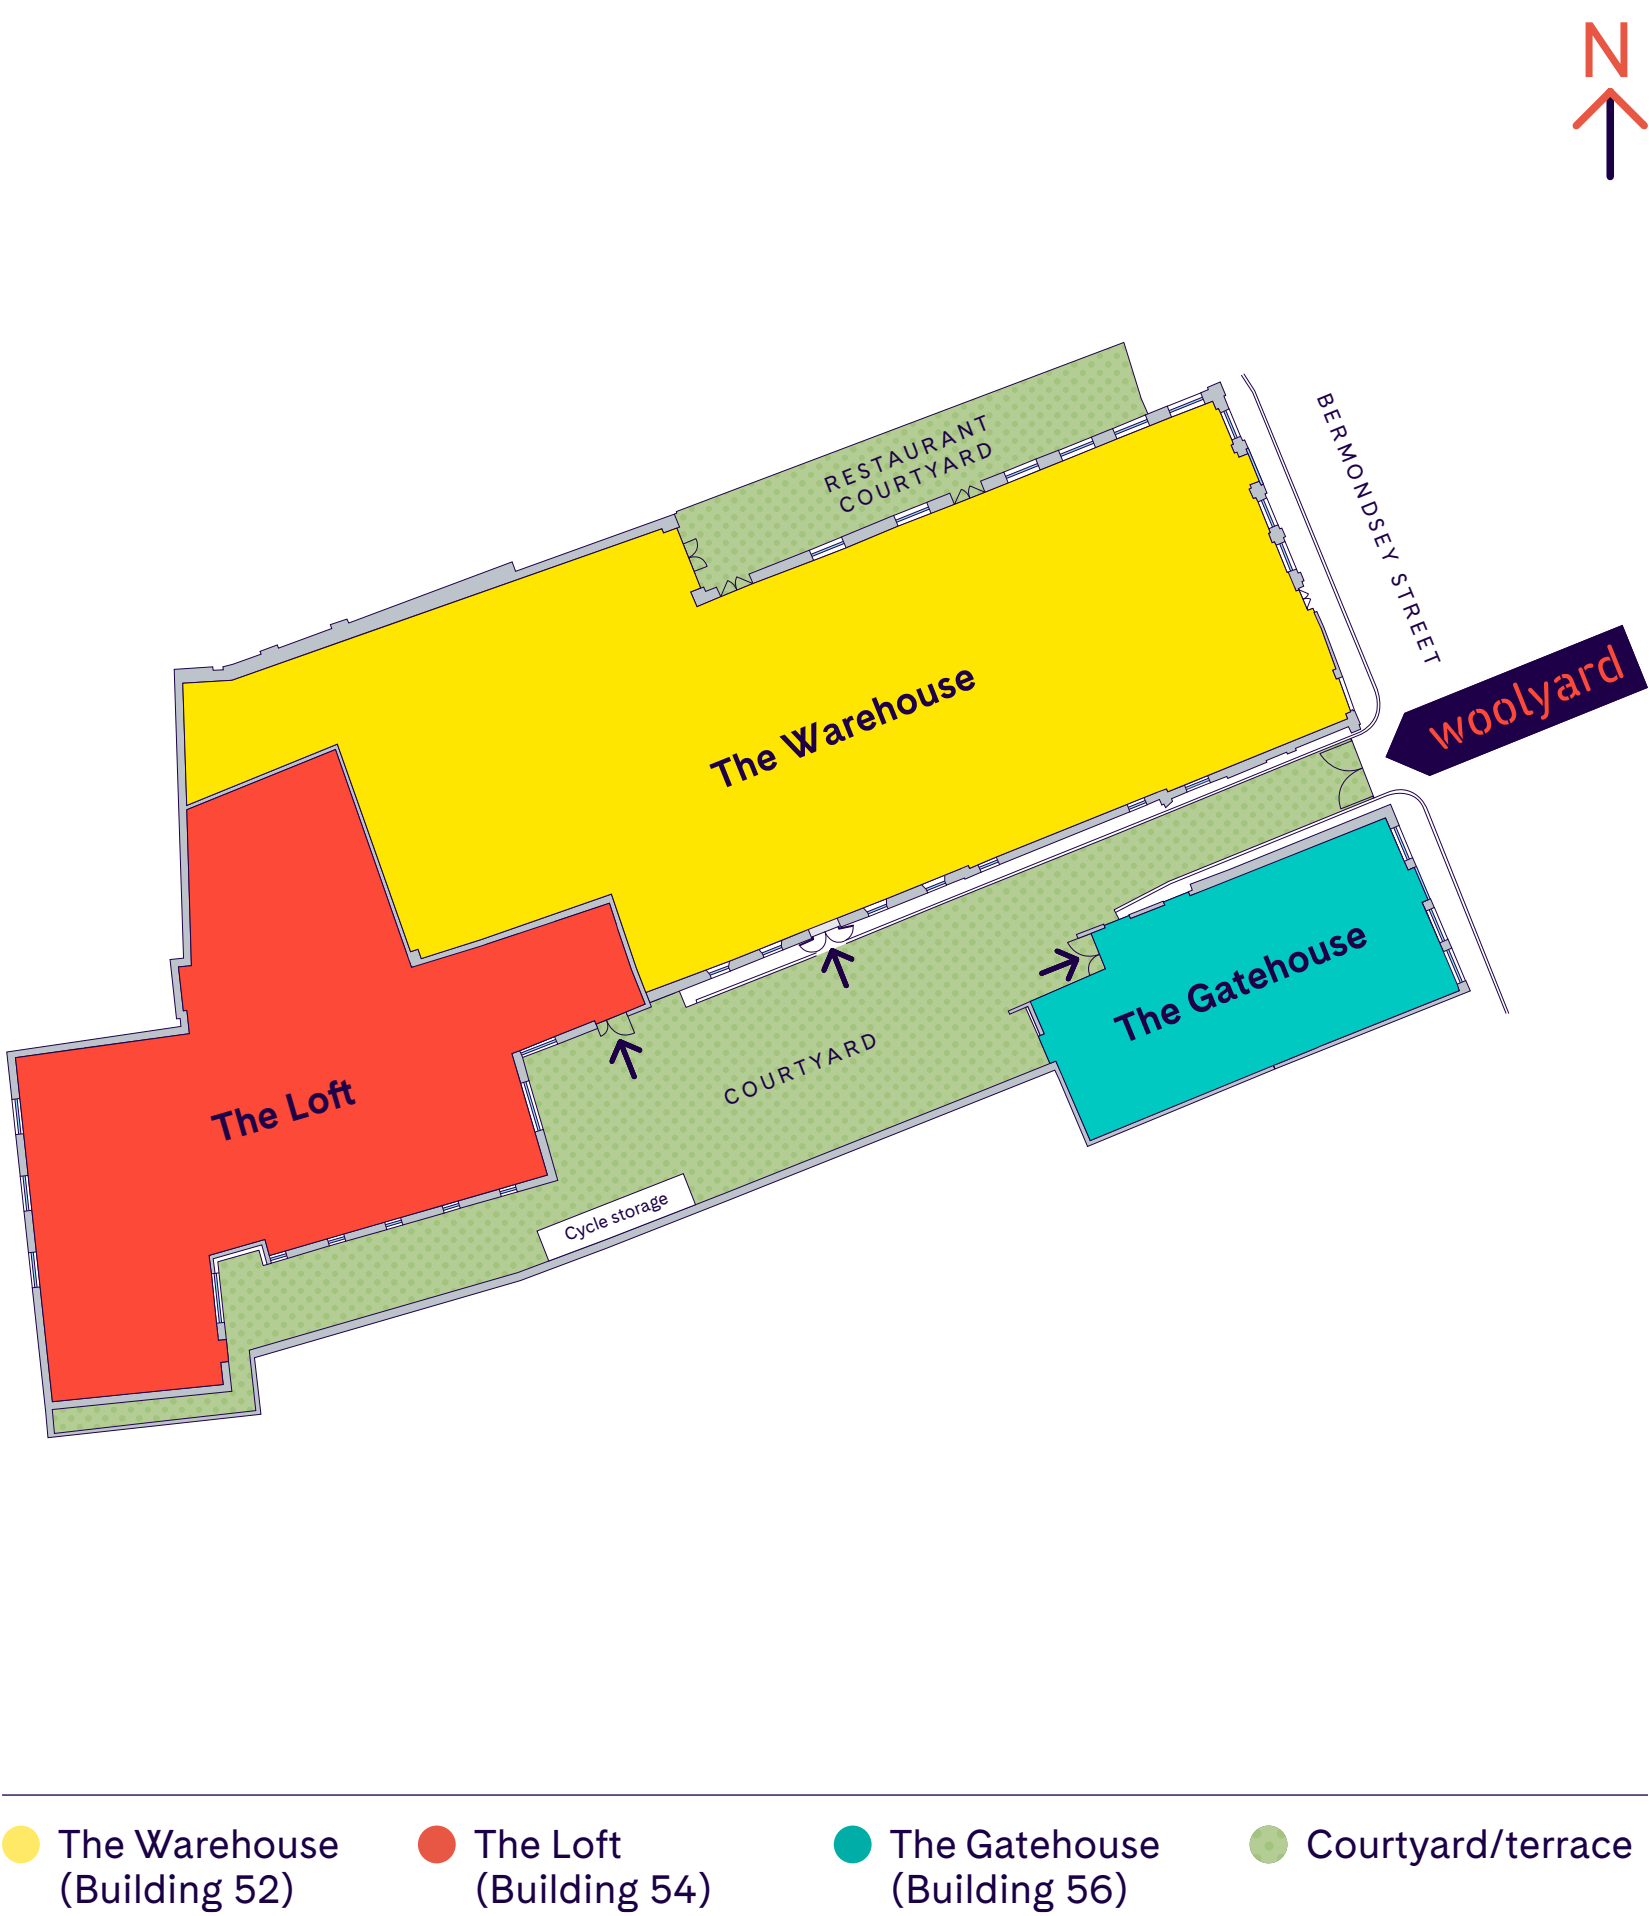 N
RESTAURANT
COURTYARD
BERMONDSEY STREET
woolyard
The Warehouse
The Gatehouse
COURTYARD
The Loft
Cycle storage
The Warehouse
(Building 52)
The Loft
(Building 54)
The Gatehouse
(Building 56)
Courtyard/terrace